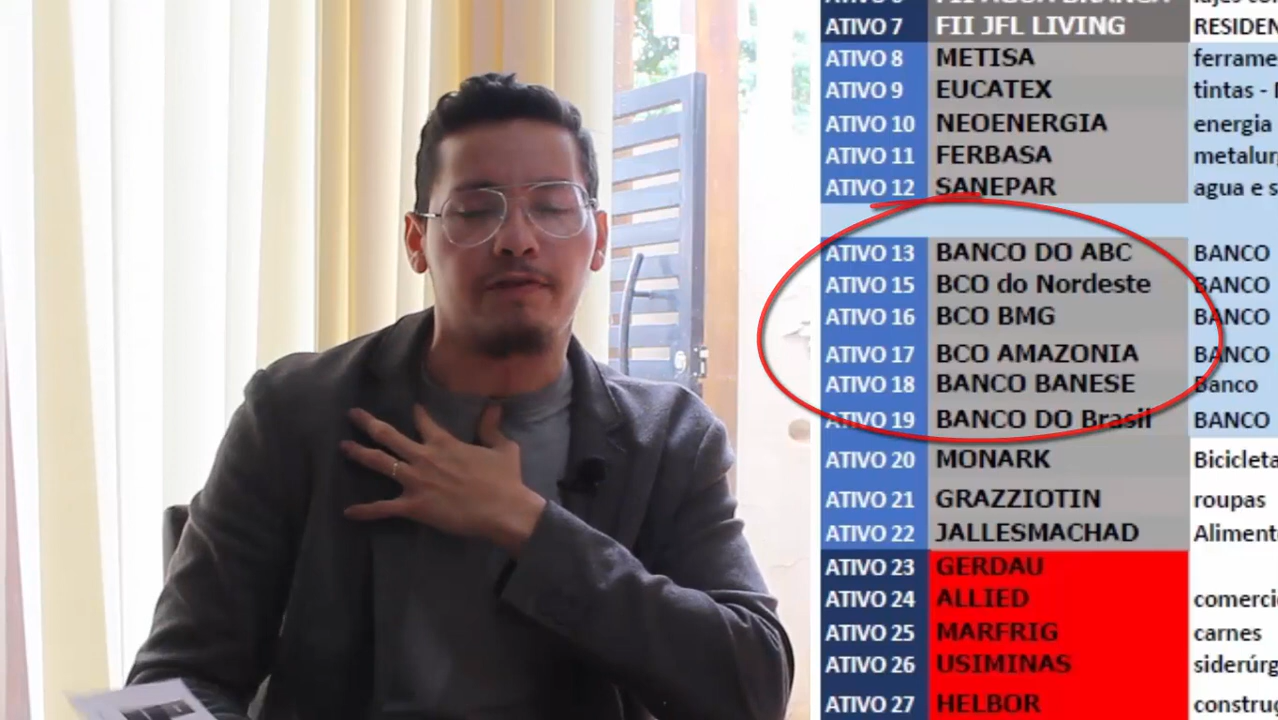 ATIVO 7 FII JFL LIVING RESIDEN
ATIVO 8 METISA ferrame
ATIVO 9 EUCATEX tintas -
ATIVO 10 NEOENERGIA energia
ATIVO 11 FERBASA metalur
ATIVO 12 SANEPAR agua e s
ATIVO 13 BANCO DO ABC BANCO
ATIVO 15 BCO do Nordeste BANCO
ATIVO 16 BCO BMG BANCO
ATIVO 17 BCO AMAZONIA BANCO
ATIVO 18 BANCO BANESE Banco
ATIVO 19 BANCO DO Brasil BANCO
ATIVO 20 MONARK Bicicleta
ATIVO 21 GRAZZIOTIN roupas
ATIVO 22 JALLESMACHAD Aliment
ATIVO 23 GERDAU
ATIVO 24 ALLIED comerci
ATIVO 25 MARFRIG carnes
ATIVO 26 USIMINAS siderúrg
ATIVO 27 HELBOR construç